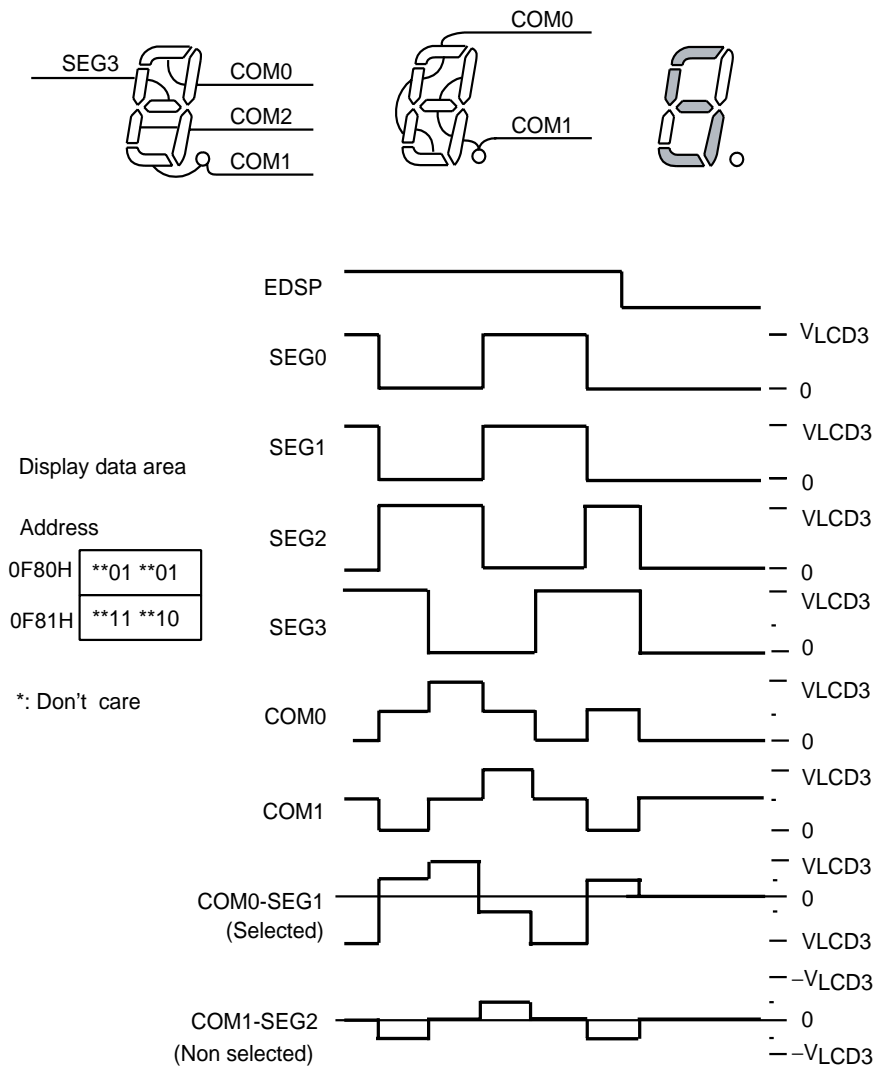 COM0
SEG3
COM0
COM2
COM1
COM1
EDSP
SEG0
VLCD3
0
SEG1
VLCD3
0
Display data area
SEG2
VLCD3
0
Address
0F80H **01 **01
0F81H **11 **10
SEG3
VLCD3
0
*: Don't care
COM0
VLCD3
0
COM1
VLCD3
0
COM0-SEG1
(Selected)
VLCD3
0
VLCD3
COM1-SEG2
(Non selected)
–VLCD3
0
–VLCD3